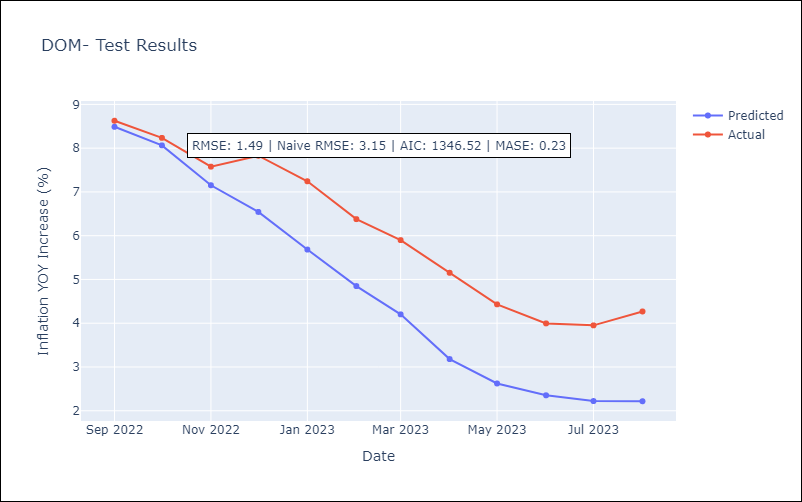 DOM- Test Results
Predicted
Actual
RMSE: 1.49 | Naive RMSE: 3.15 | AIC: 1346.52 | MASE: 0.23
Inflation YOY Increase (%)
9
8
7
6
5
4
3
2
Sep 2022
Nov 2022
Jan 2023
Mar 2023
May 2023
Jul 2023
Date